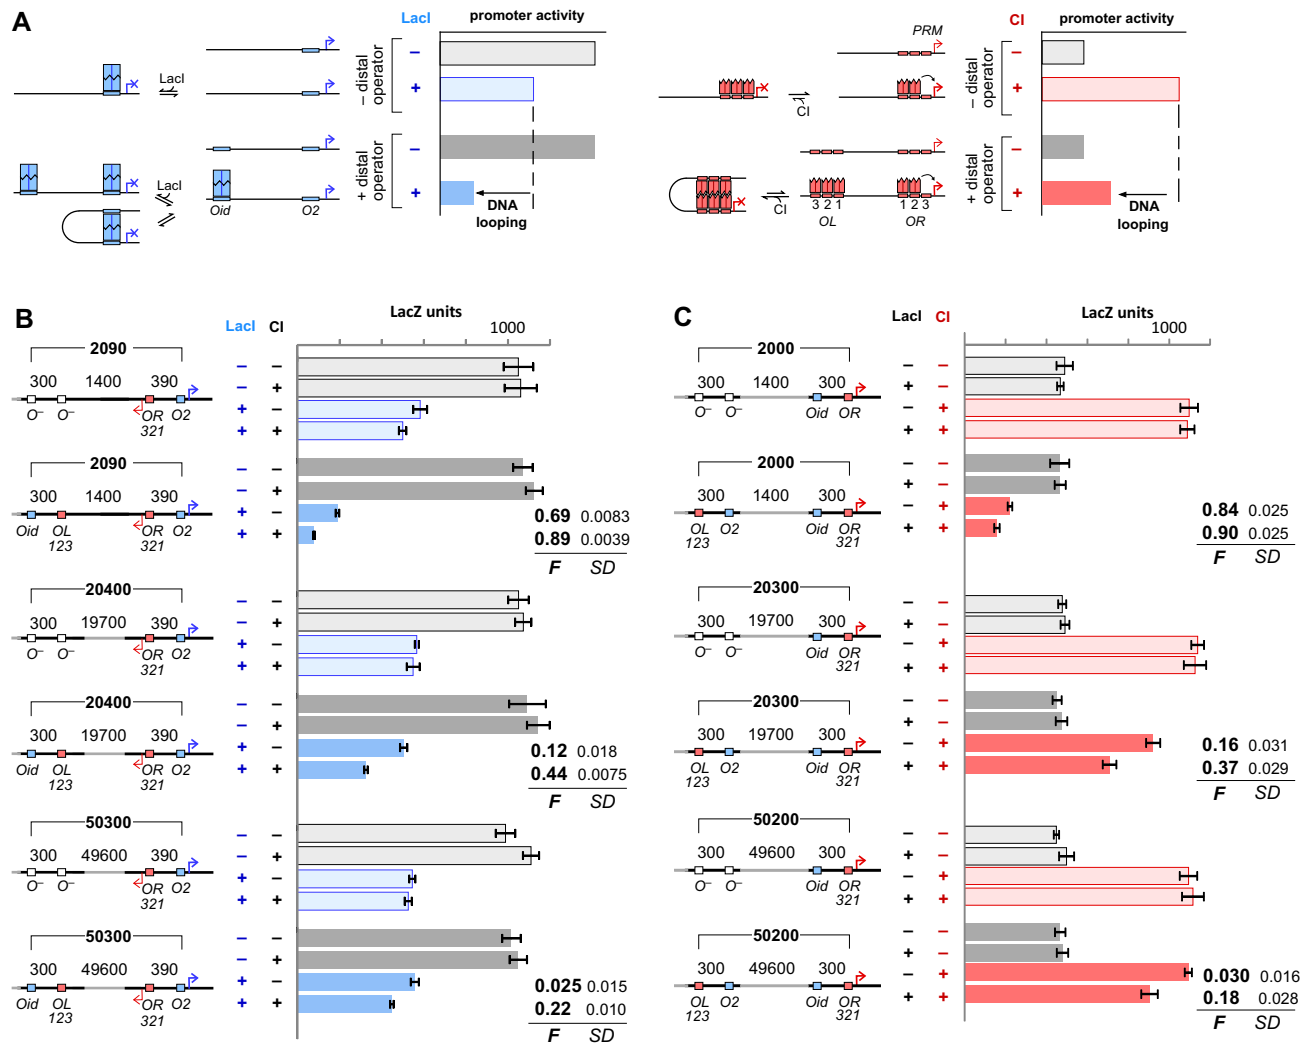 A
LacI
promoter activity
LacI
– distal operator
−
+
+ distal operator
−
+
LacI
Oid
O2
DNA looping
CI
promoter activity
PRM
CI
– distal operator
−
+
+ distal operator
−
+
CI
3 2 1
1 2 3
OL
OR
DNA looping
B
LacI
CI
LacZ units
1000
2090
300 1400 390
O– O– OR O2
321
− −
− +
+ −
+ +
2090
300 1400 390
Oid OL OR O2
123 321
− −
− +
+ − 0.69 0.0083
+ + 0.89 0.0039
F SD
20400
300 19700 390
O– O– OR O2
321
− −
− +
+ −
+ +
20400
300 19700 390
Oid OL OR O2
123 321
− −
− +
+ − 0.12 0.018
+ + 0.44 0.0075
F SD
50300
300 49600 390
O– O– OR O2
321
− −
− +
+ −
+ +
50300
300 49600 390
Oid OL OR O2
123 321
− −
− +
+ − 0.025 0.015
+ + 0.22 0.010
F SD
C
LacI
CI
LacZ units
1000
2000
300 1400 300
O– O– Oid OR
− −
+ −
− +
+ +
2000
300 1400 300
OL O2 Oid OR
123 321
− −
+ −
− + 0.84 0.025
+ + 0.90 0.025
F SD
20300
300 19700 300
O– O– Oid OR
321
− −
+ −
− +
+ +
20300
300 19700 300
OL O2 Oid OR
123 321
− −
+ −
− + 0.16 0.031
+ + 0.37 0.029
F SD
50200
300 49600 300
O– O– Oid OR
321
− −
+ −
− +
+ +
50200
300 49600 300
OL O2 Oid OR
123 321
− −
+ −
− + 0.030 0.016
+ + 0.18 0.028
F SD